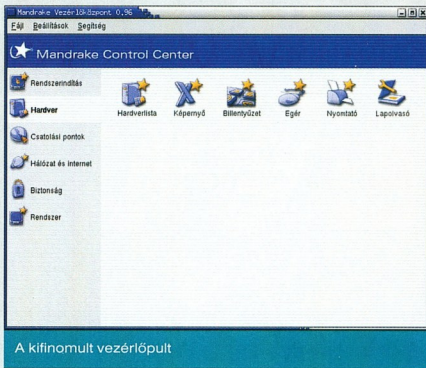 Mandrake Vezérlőközpont 0.96
Fájl Beállítások Segítség
Mandrake Control Center
Rendszerindítás
Hardver
Csatolási pontok
Hálózat és internet
Biztonság
Rendszer
Hardverlista Képernyő Billentyűzet Egér Nyomtató Lapolvasó
A kifinomult vezérlőpult